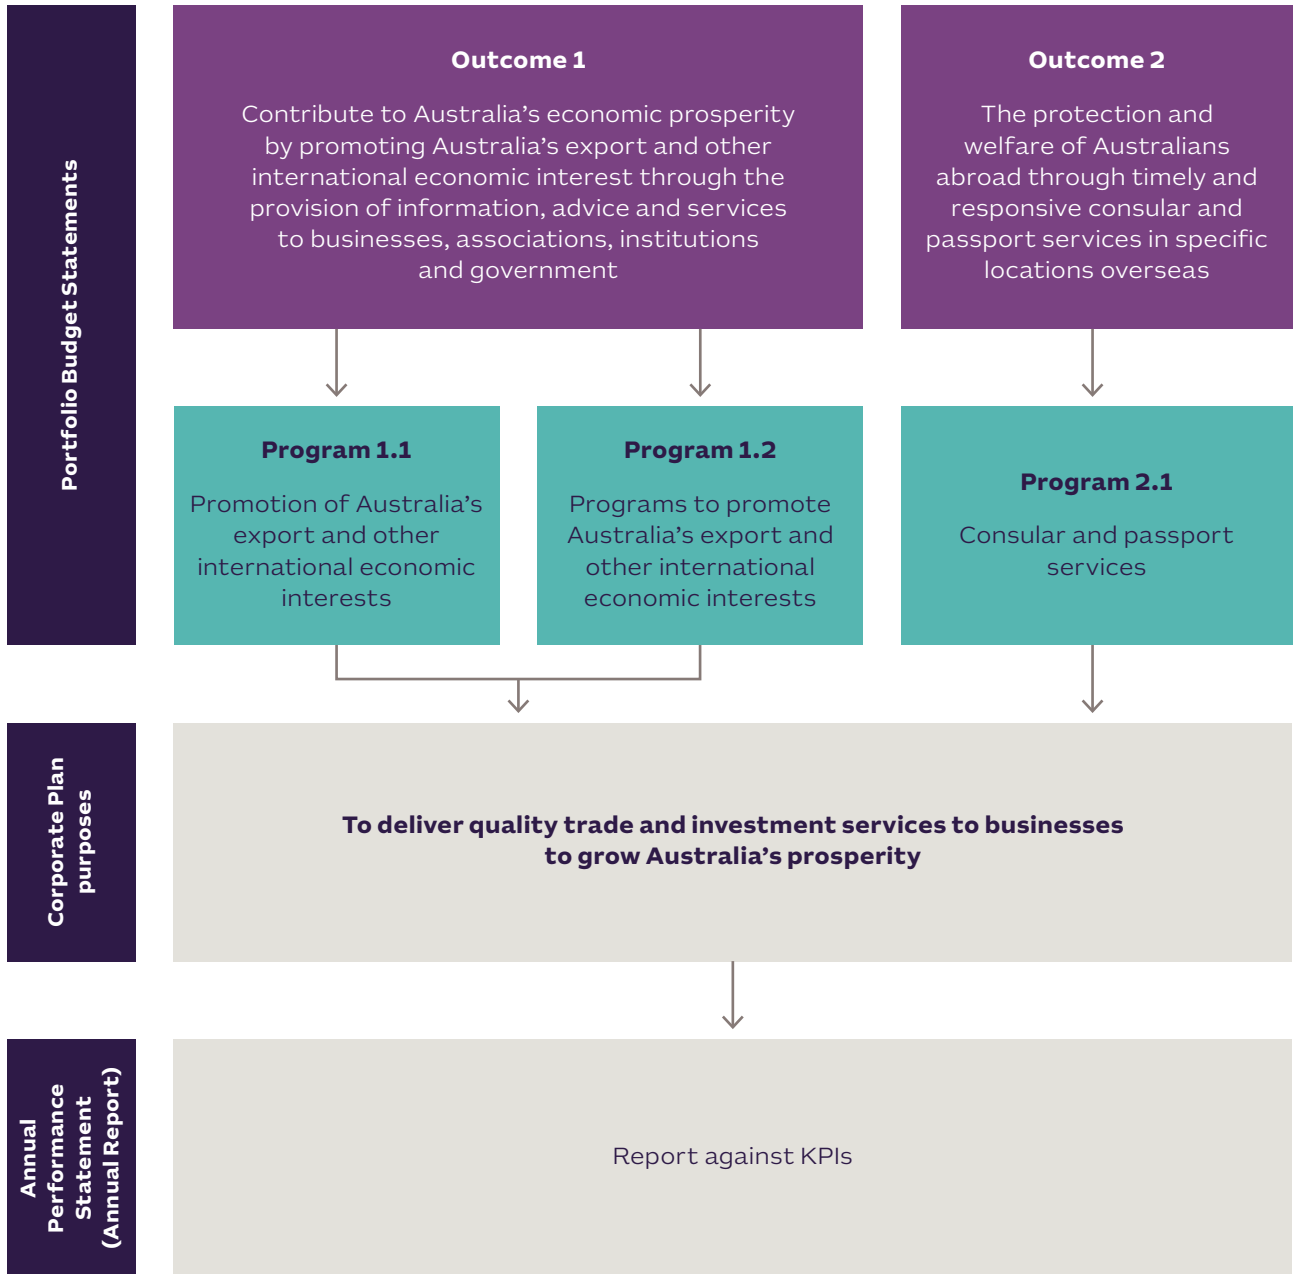 Portfolio Budget Statements
Outcome 1
Contribute to Australia's economic prosperity
by promoting Australia's export and other
international economic interest through the
provision of information, advice and services
to businesses, associations, institutions
and government
Outcome 2
The protection and
welfare of Australians
abroad through timely and
responsive consular and
passport services in specific
locations overseas
Program 1.1
Promotion of Australia's
export and other
international economic
interests
Program 1.2
Programs to promote
Australia's export and
other international
economic interests
Program 2.1
Consular and passport
services
Corporate Plan
purposes
To deliver quality trade and investment services to businesses
to grow Australia's prosperity
Annual
Performance
Statement
(Annual Report)
Report against KPIs